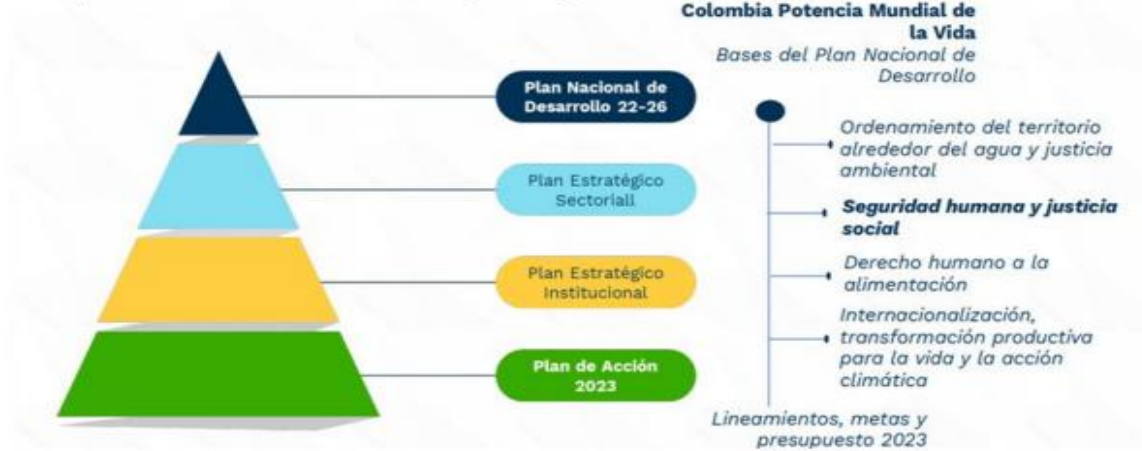 Plan Nacional de
Desarrollo 22-26
Plan Estratégico
Sectoriall
Plan Estratégico
Institucional
Plan de Acción
2023
Colombia Potencia Mundial de
la Vida
Bases del Plan Nacional de
Desarrollo
Ordenamiento del territorio
alrededor del agua y justicia
ambiental
Seguridad humana y justicia
social
Derecho humano a la
alimentación
Internacionalización,
transformación productiva
para la vida y la acción
climática
Lineamientos, metas y
presupuesto 2023